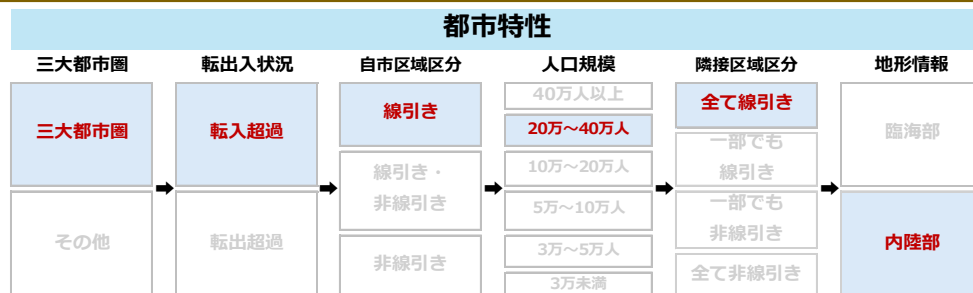 都市特性
三大都市圏
転出入状況
自市区域区分
人口規模
隣接区域区分
地形情報
三大都市圏
その他
転入超過
転出超過
線引き
線引き・
非線引き
非線引き
40万人以上
20万～40万人
10万～20万人
5万～10万人
3万～5万人
3万未満
全て線引き
一部でも
線引き
一部でも
非線引き
全て非線引き
臨海部
内陸部